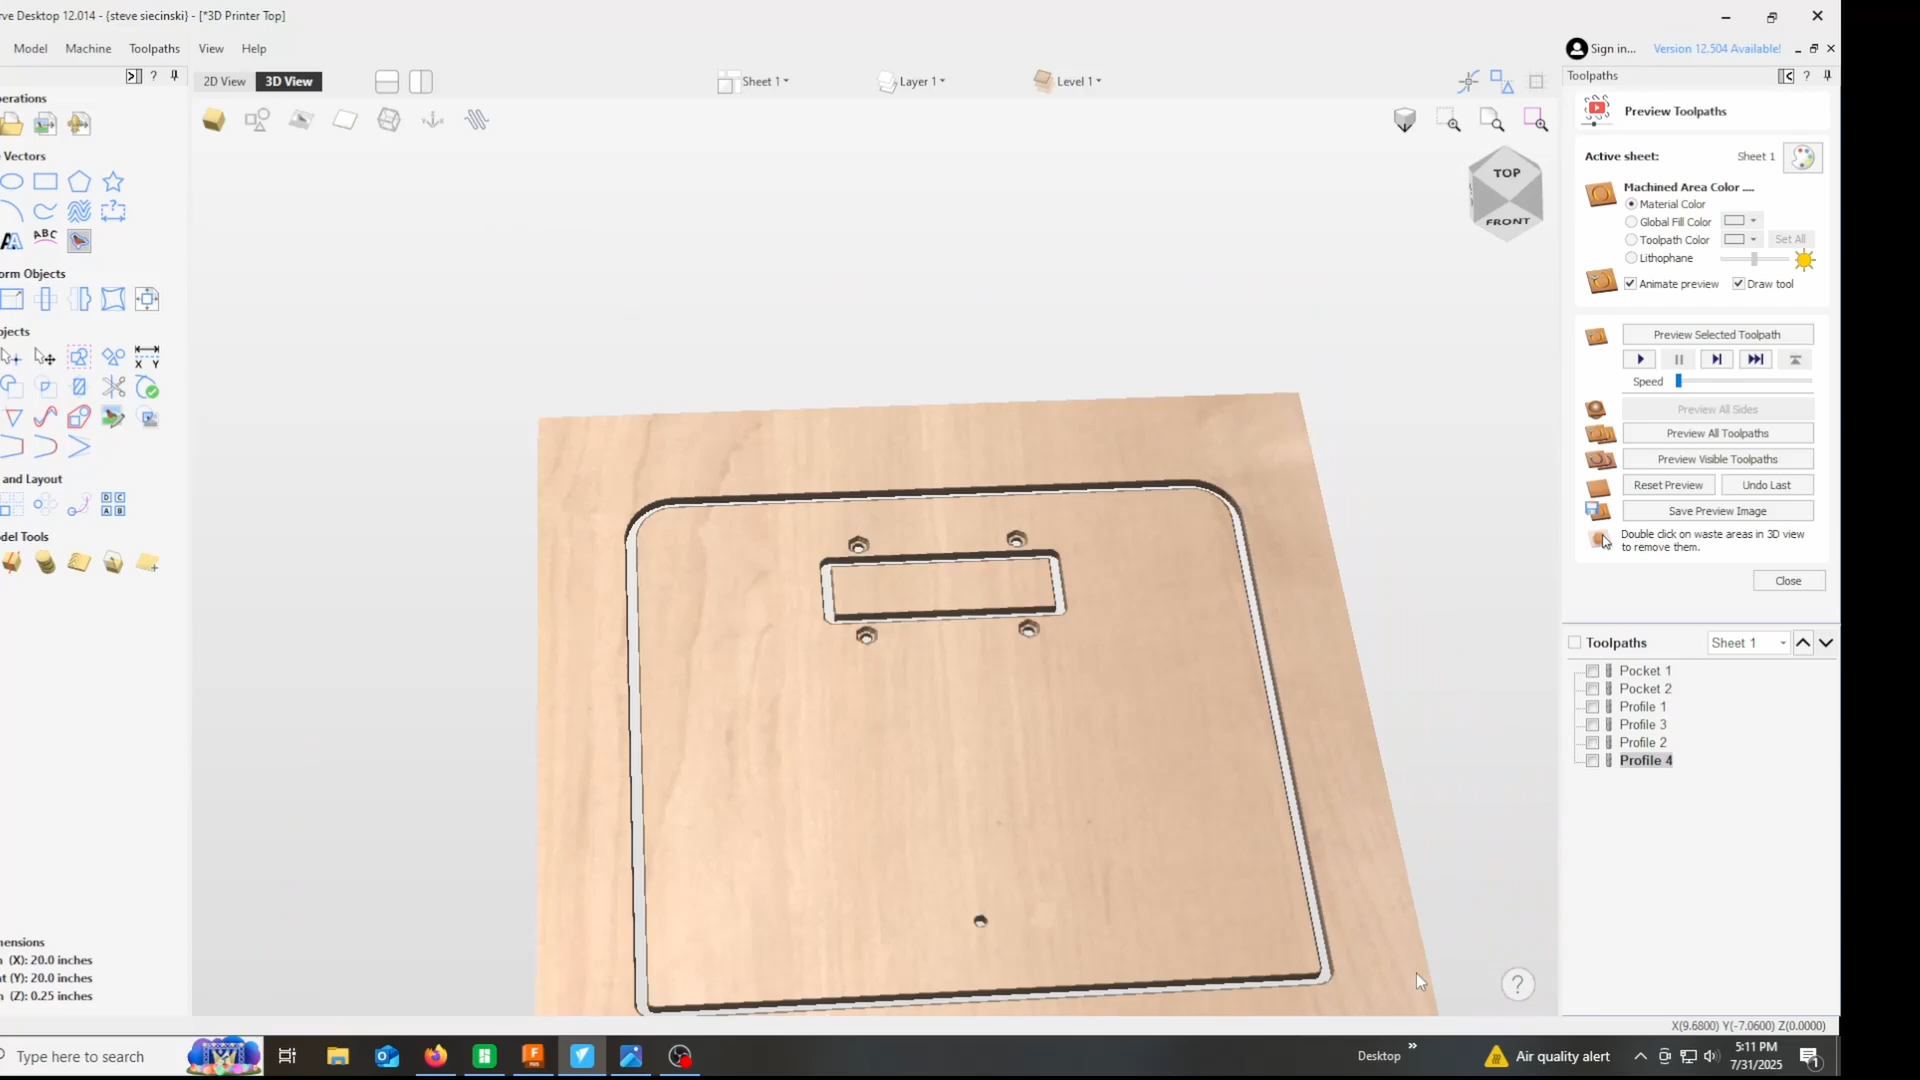 rve Desktop 12.014 - {steve siecinski} - [*3D Printer Top]
Model Machine Toolpaths View Help
Sign in... Version 12.504 Available!
2D View 3D View Sheet 1 Layer 1 Level 1
perations
Vectors
ABC
orm Objects
bjects
X Y
and Layout
D C
A B
del Tools
mensions
n (X): 20.0 inches
ht (Y): 20.0 inches
n (Z): 0.25 inches
TOP
FRONT
Toolpaths
Preview Toolpaths
Active sheet: Sheet 1
Machined Area Color ....
Material Color
Global Fill Color
Toolpath Color Set All
Lithophane
Animate preview Draw tool
Preview Selected Toolpath
Speed
Preview All Sides
Preview All Toolpaths
Preview Visible Toolpaths
Reset Preview Undo Last
Save Preview Image
Double click on waste areas in 3D view
to remove them.
Close
Toolpaths Sheet 1
Pocket 1
Pocket 2
Profile 1
Profile 3
Profile 2
Profile 4
X(9.6800) Y(-7.0600) Z(0.0000)
Type here to search
Desktop
Air quality alert
5:11 PM
7/31/2025
1